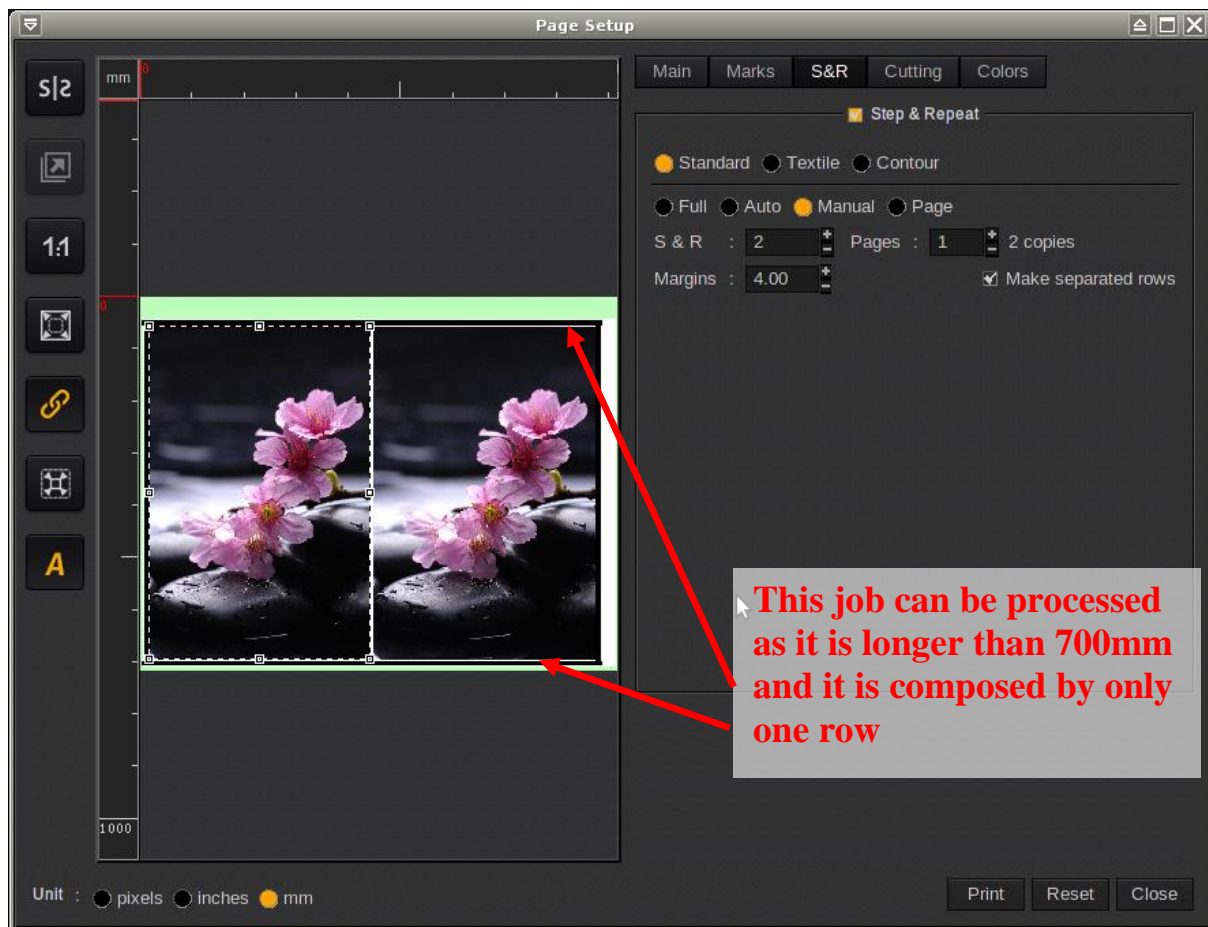 Page Setup
S|S
1:1
A
mm
0
0
1000
Main Marks S&R Cutting Colors
Step & Repeat
Standard Textile Contour
Full Auto Manual Page
S & R : 2 Pages : 1 2 copies
Margins : 4.00 Make separated rows
This job can be processed
as it is longer than 700mm
and it is composed by only
one row
Unit : pixels inches mm
Print Reset Close